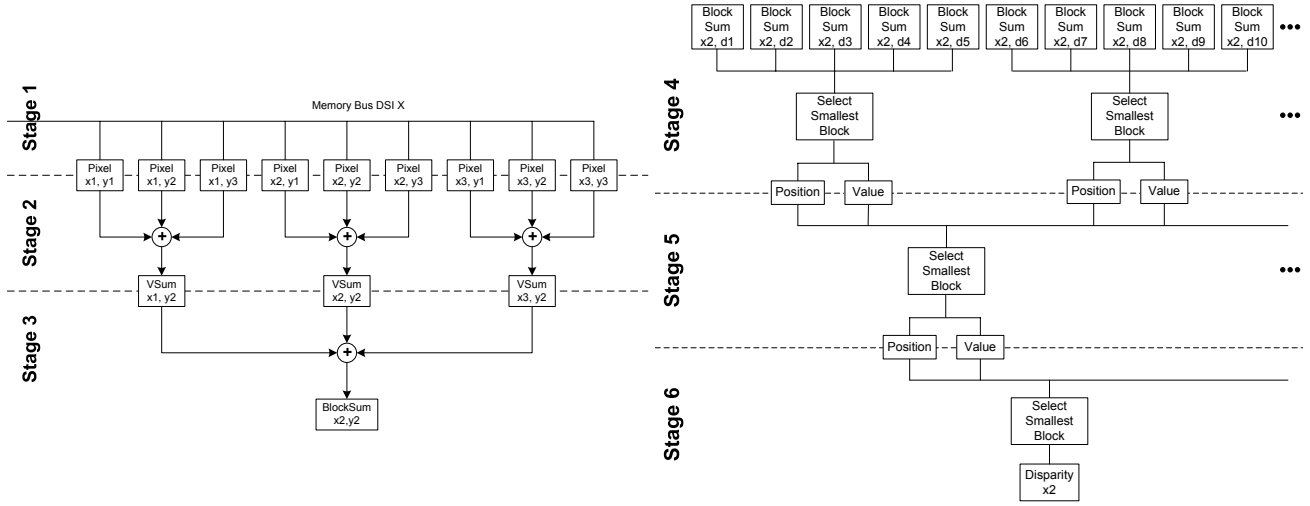 Stage 1
Memory Bus DSI X
Pixel
x1, y1
Pixel
x1, y2
Pixel
x1, y3
Pixel
x2, y1
Pixel
x2, y2
Pixel
x2, y3
Pixel
x3, y1
Pixel
x3, y2
Pixel
x3, y3
Stage 2
+
+
+
VSum
x1, y2
VSum
x2, y2
VSum
x3, y2
Stage 3
+
BlockSum
x2,y2
Block
Sum
x2, d1
Block
Sum
x2, d2
Block
Sum
x2, d3
Block
Sum
x2, d4
Block
Sum
x2, d5
Block
Sum
x2, d6
Block
Sum
x2, d7
Block
Sum
x2, d8
Block
Sum
x2, d9
Block
Sum
x2, d10
•••
Stage 4
Select
Smallest
Block
Select
Smallest
Block
•••
Position
Value
Position
Value
Stage 5
Select
Smallest
Block
•••
Position
Value
Stage 6
Select
Smallest
Block
Disparity
x2